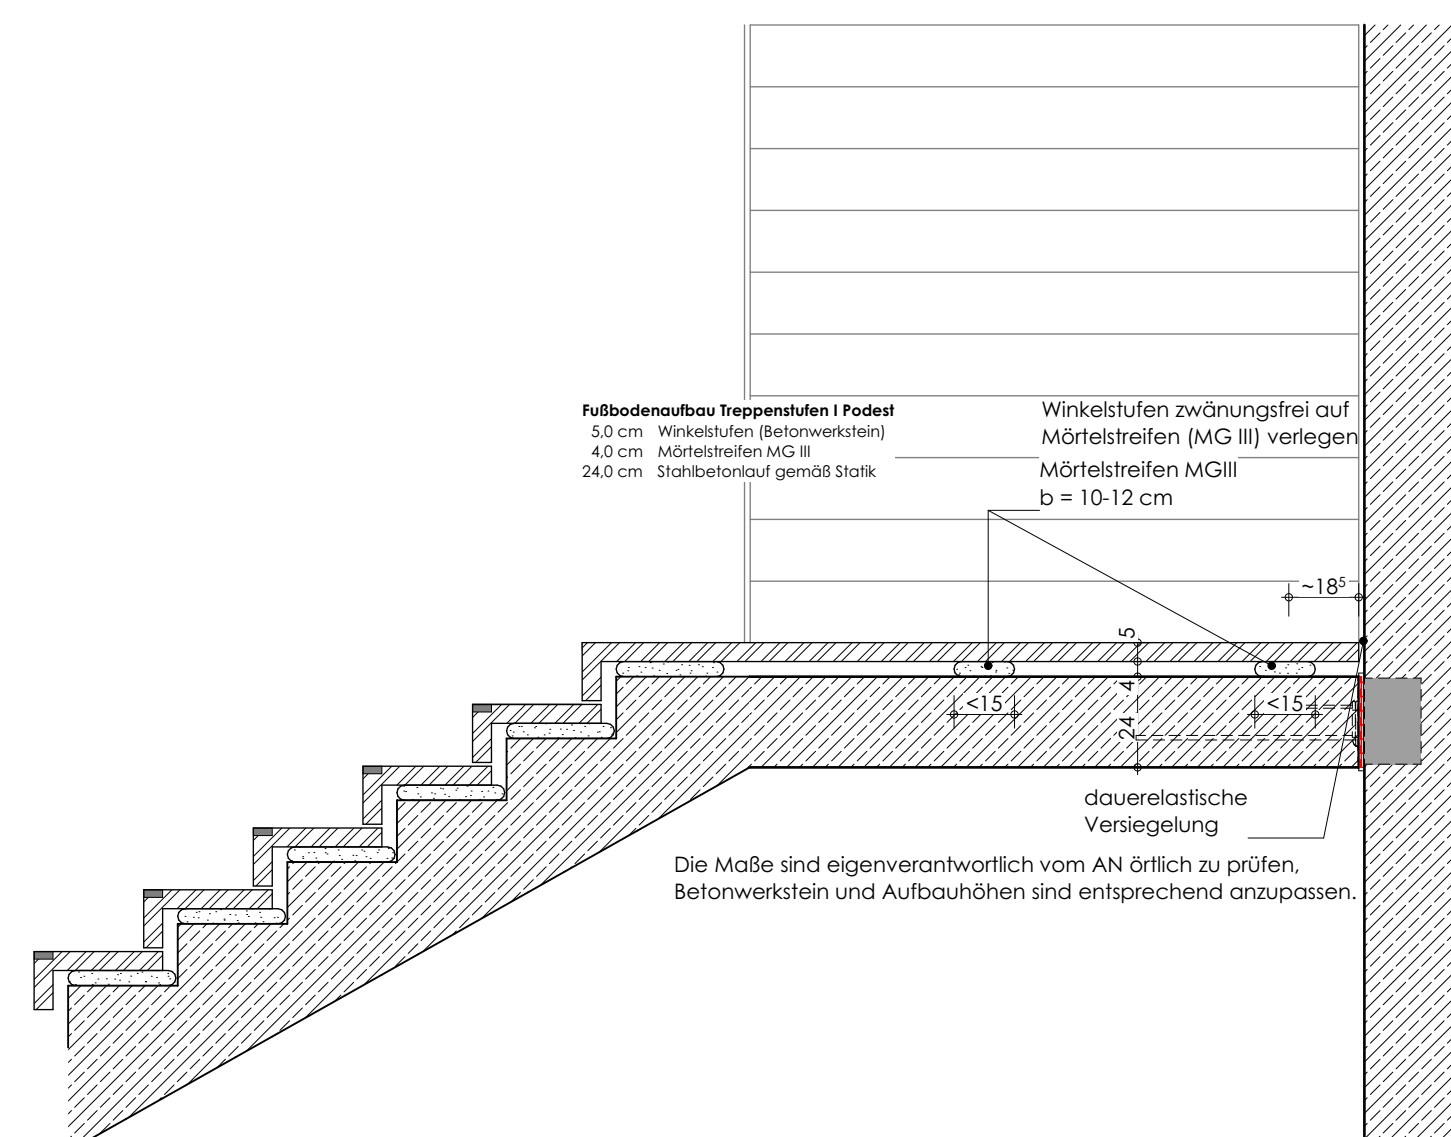 Fußbodenaufbau Treppenstufen I Podest
5,0 cm Winkelstufen (Betonwerkstein)
4,0 cm Mörtelstreifen MG III
24,0 cm Stahlbetonlauf gemäß Statik
Winkelstufen zwänungsfrei auf
Mörtelstreifen (MG III) verlegen
Mörtelstreifen MGIII
b = 10-12 cm
~18⁵
5
4
24
<15
<15
dauerelastische
Versiegelung
Die Maße sind eigenverantwortlich vom AN örtlich zu prüfen,
Betonwerkstein und Aufbauhöhen sind entsprechend anzupassen.